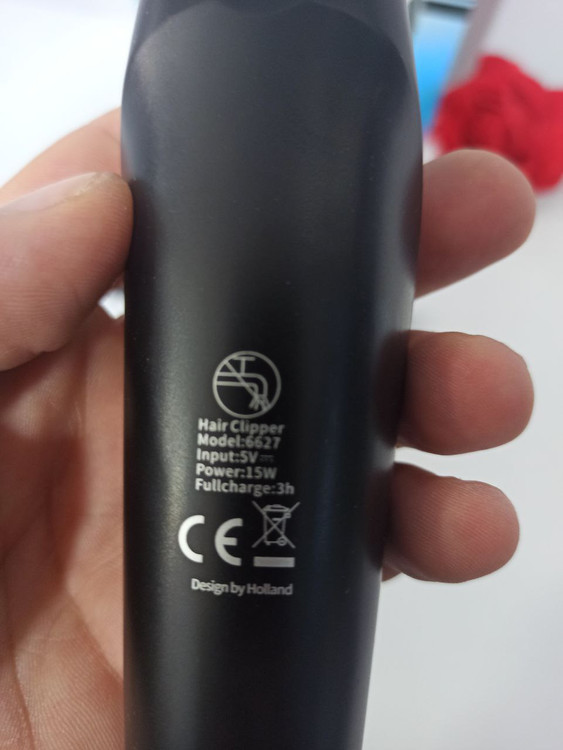 Hair Clipper
Model:6627
Input:5V⎓
Power:15W
Fullcharge:3h
CE
Design by Holland